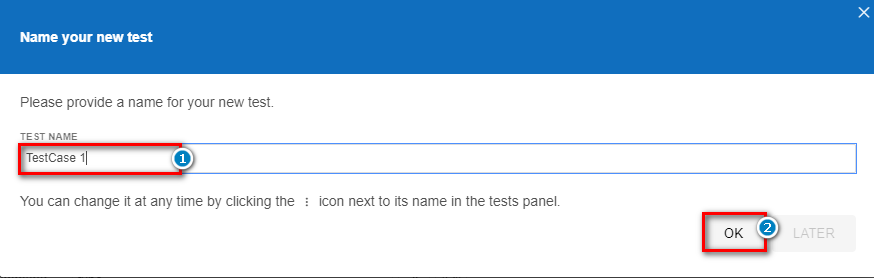 Name your new test
Please provide a name for your new test.
TEST NAME
TestCase 1
1
You can change it at any time by clicking the ⋮ icon next to its name in the tests panel.
OK
2
LATER